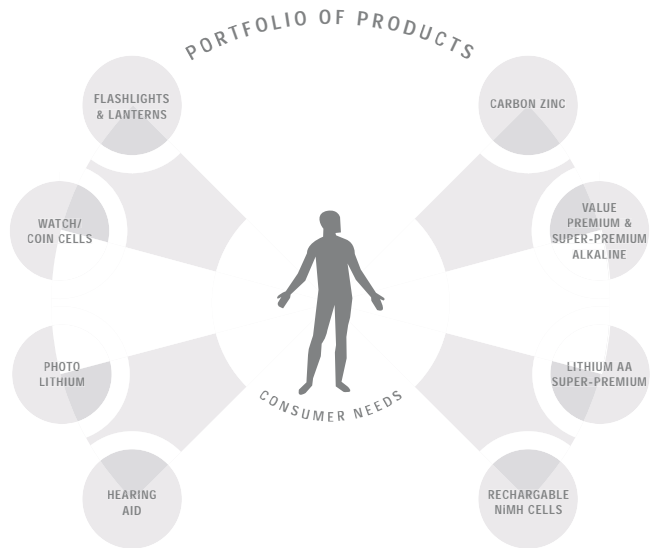 PORTFOLIO OF PRODUCTS
FLASHLIGHTS
& LANTERNS
CARBON ZINC
WATCH/
COIN CELLS
VALUE
PREMIUM &
SUPER-PREMIUM
ALKALINE
PHOTO
LITHIUM
LITHIUM AA
SUPER-PREMIUM
CONSUMER NEEDS
HEARING
AID
RECHARGABLE
NiMH CELLS